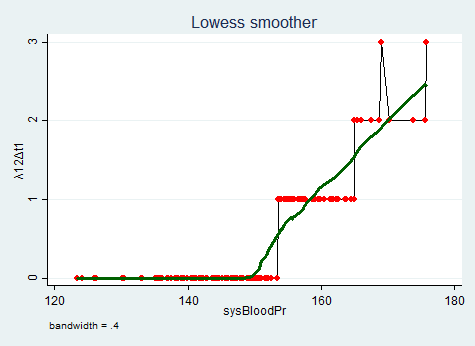 Lowess smoother
3
2
1
0
λ12Δt1
120
140
160
180
sysBloodPr
bandwidth = .4